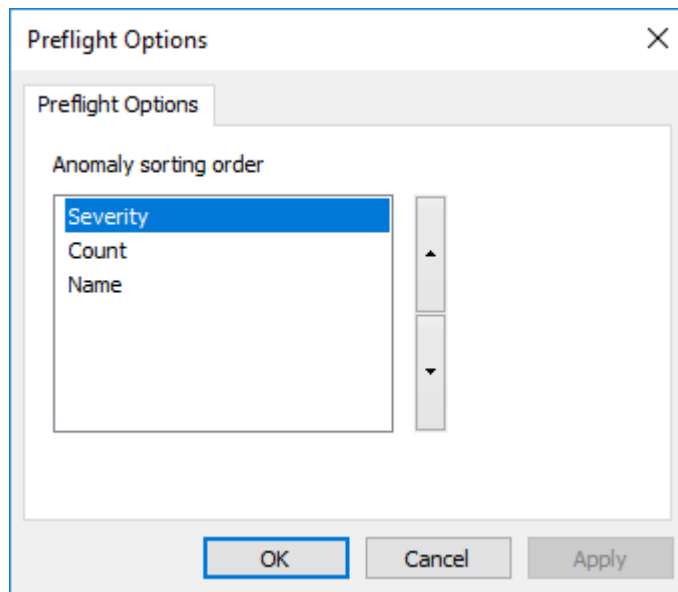 Preflight Options
Preflight Options
Anomaly sorting order
Severity
Count
Name
OK Cancel Apply